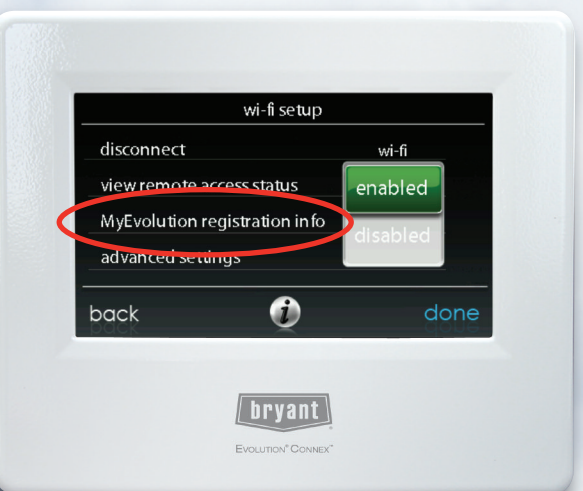 wi-fi setup
disconnect
wi-fi
view remote access status
enabled
MyEvolution registration info
disabled
advanced settings
back
i
done
bryant
EVOLUTION® CONNEX™